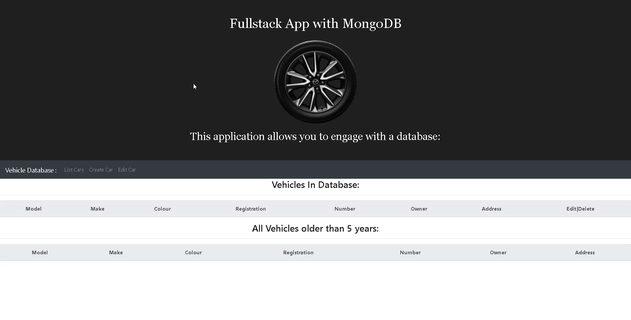 Fullstack App with MongoDB
This application allows you to engage with a database:
Vehicle Database : List Cars Create Car Edit Car
Vehicles In Database:
Model Make Colour Registration Number Owner Address Edit|Delete
All Vehicles older than 5 years:
Model Make Colour Registration Number Owner Address